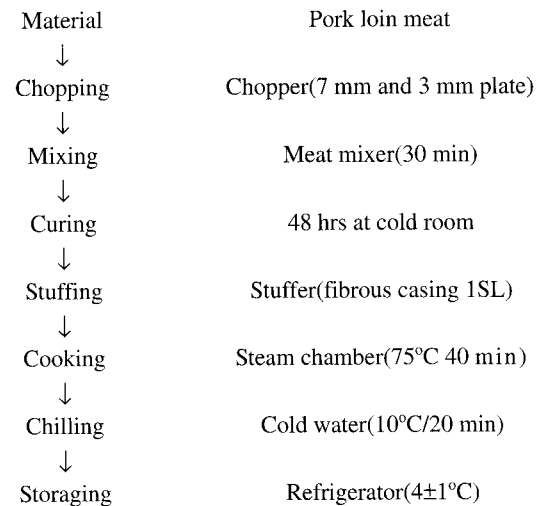 Material Pork loin meat
↓
Chopping Chopper(7 mm and 3 mm plate)
↓
Mixing Meat mixer(30 min)
↓
Curing 48 hrs at cold room
↓
Stuffing Stuffer(fibrous casing 1SL)
↓
Cooking Steam chamber(75°C 40 min)
↓
Chilling Cold water(10°C/20 min)
↓
Storaging Refrigerator(4±1°C)